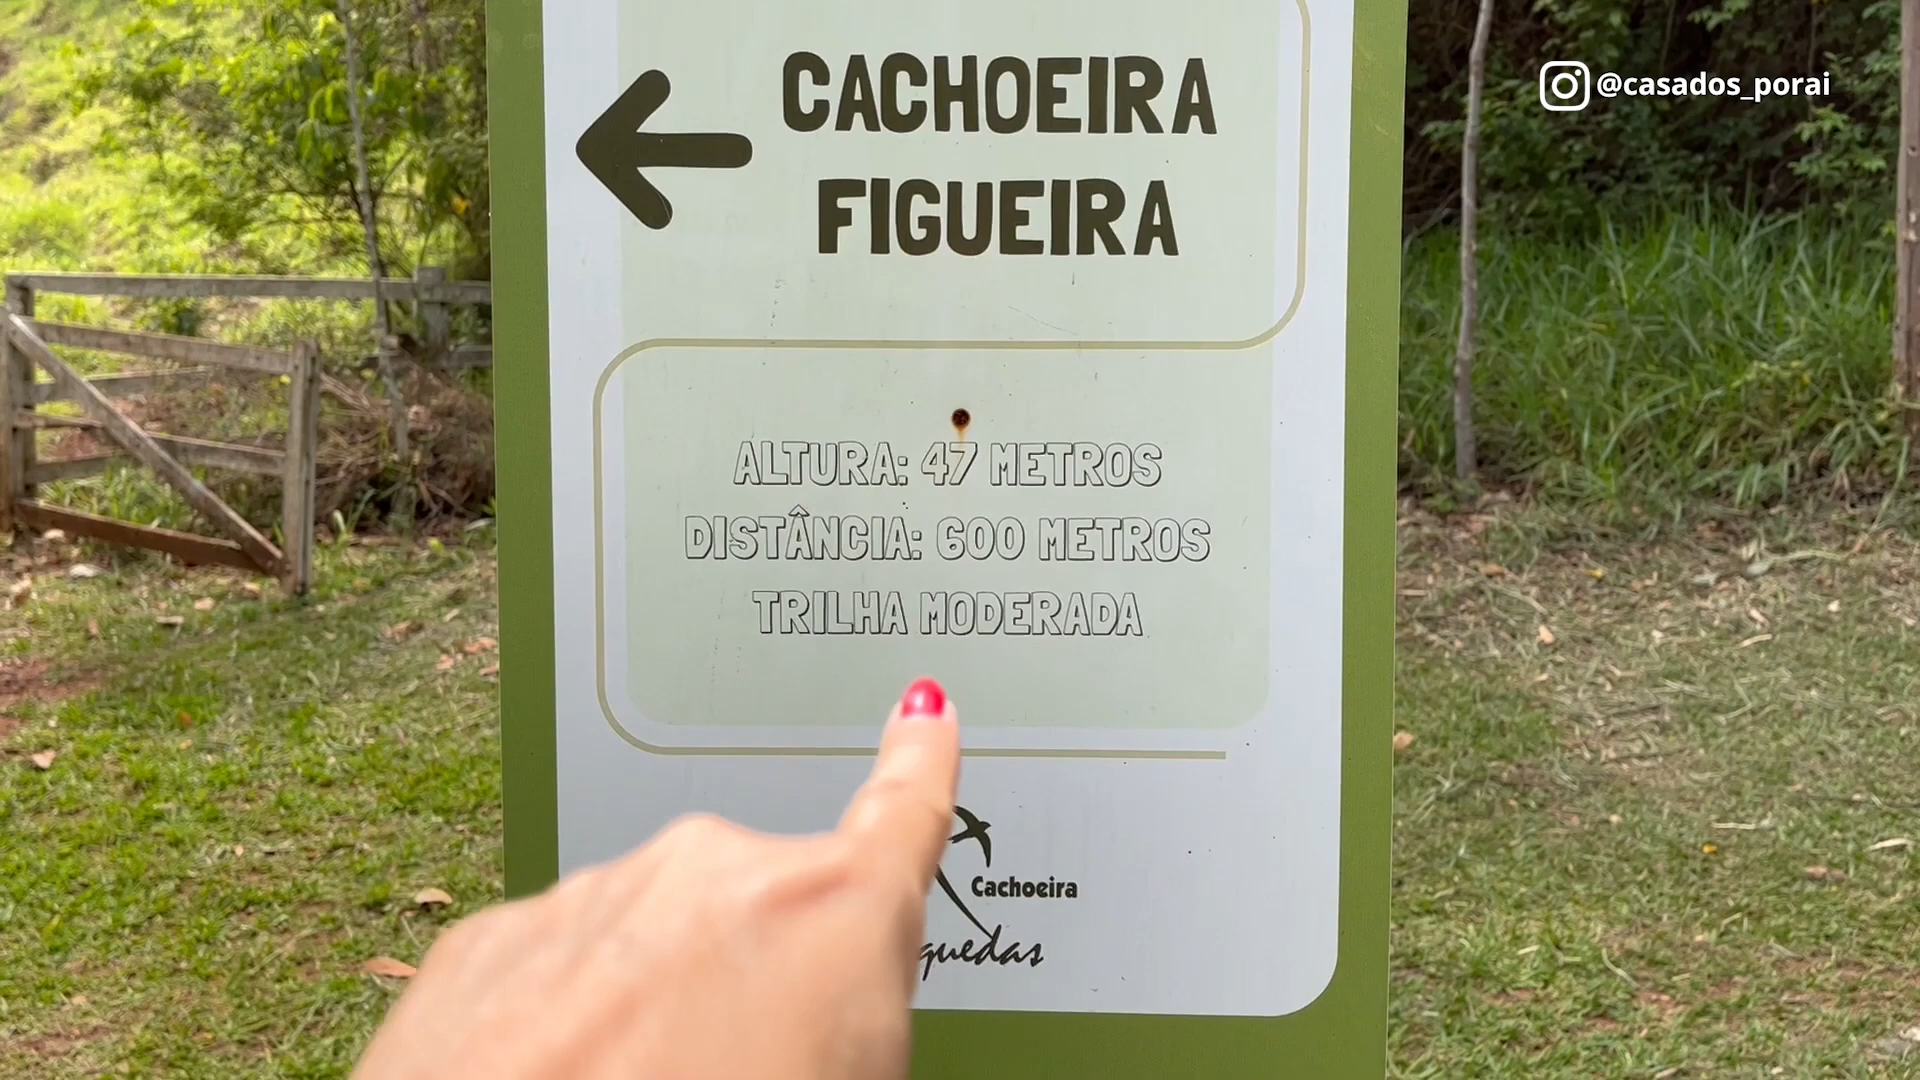 @casados_porai
CACHOEIRA
FIGUEIRA
ALTURA: 47 METROS
DISTÂNCIA: 600 METROS
TRILHA MODERADA
Cachoeira